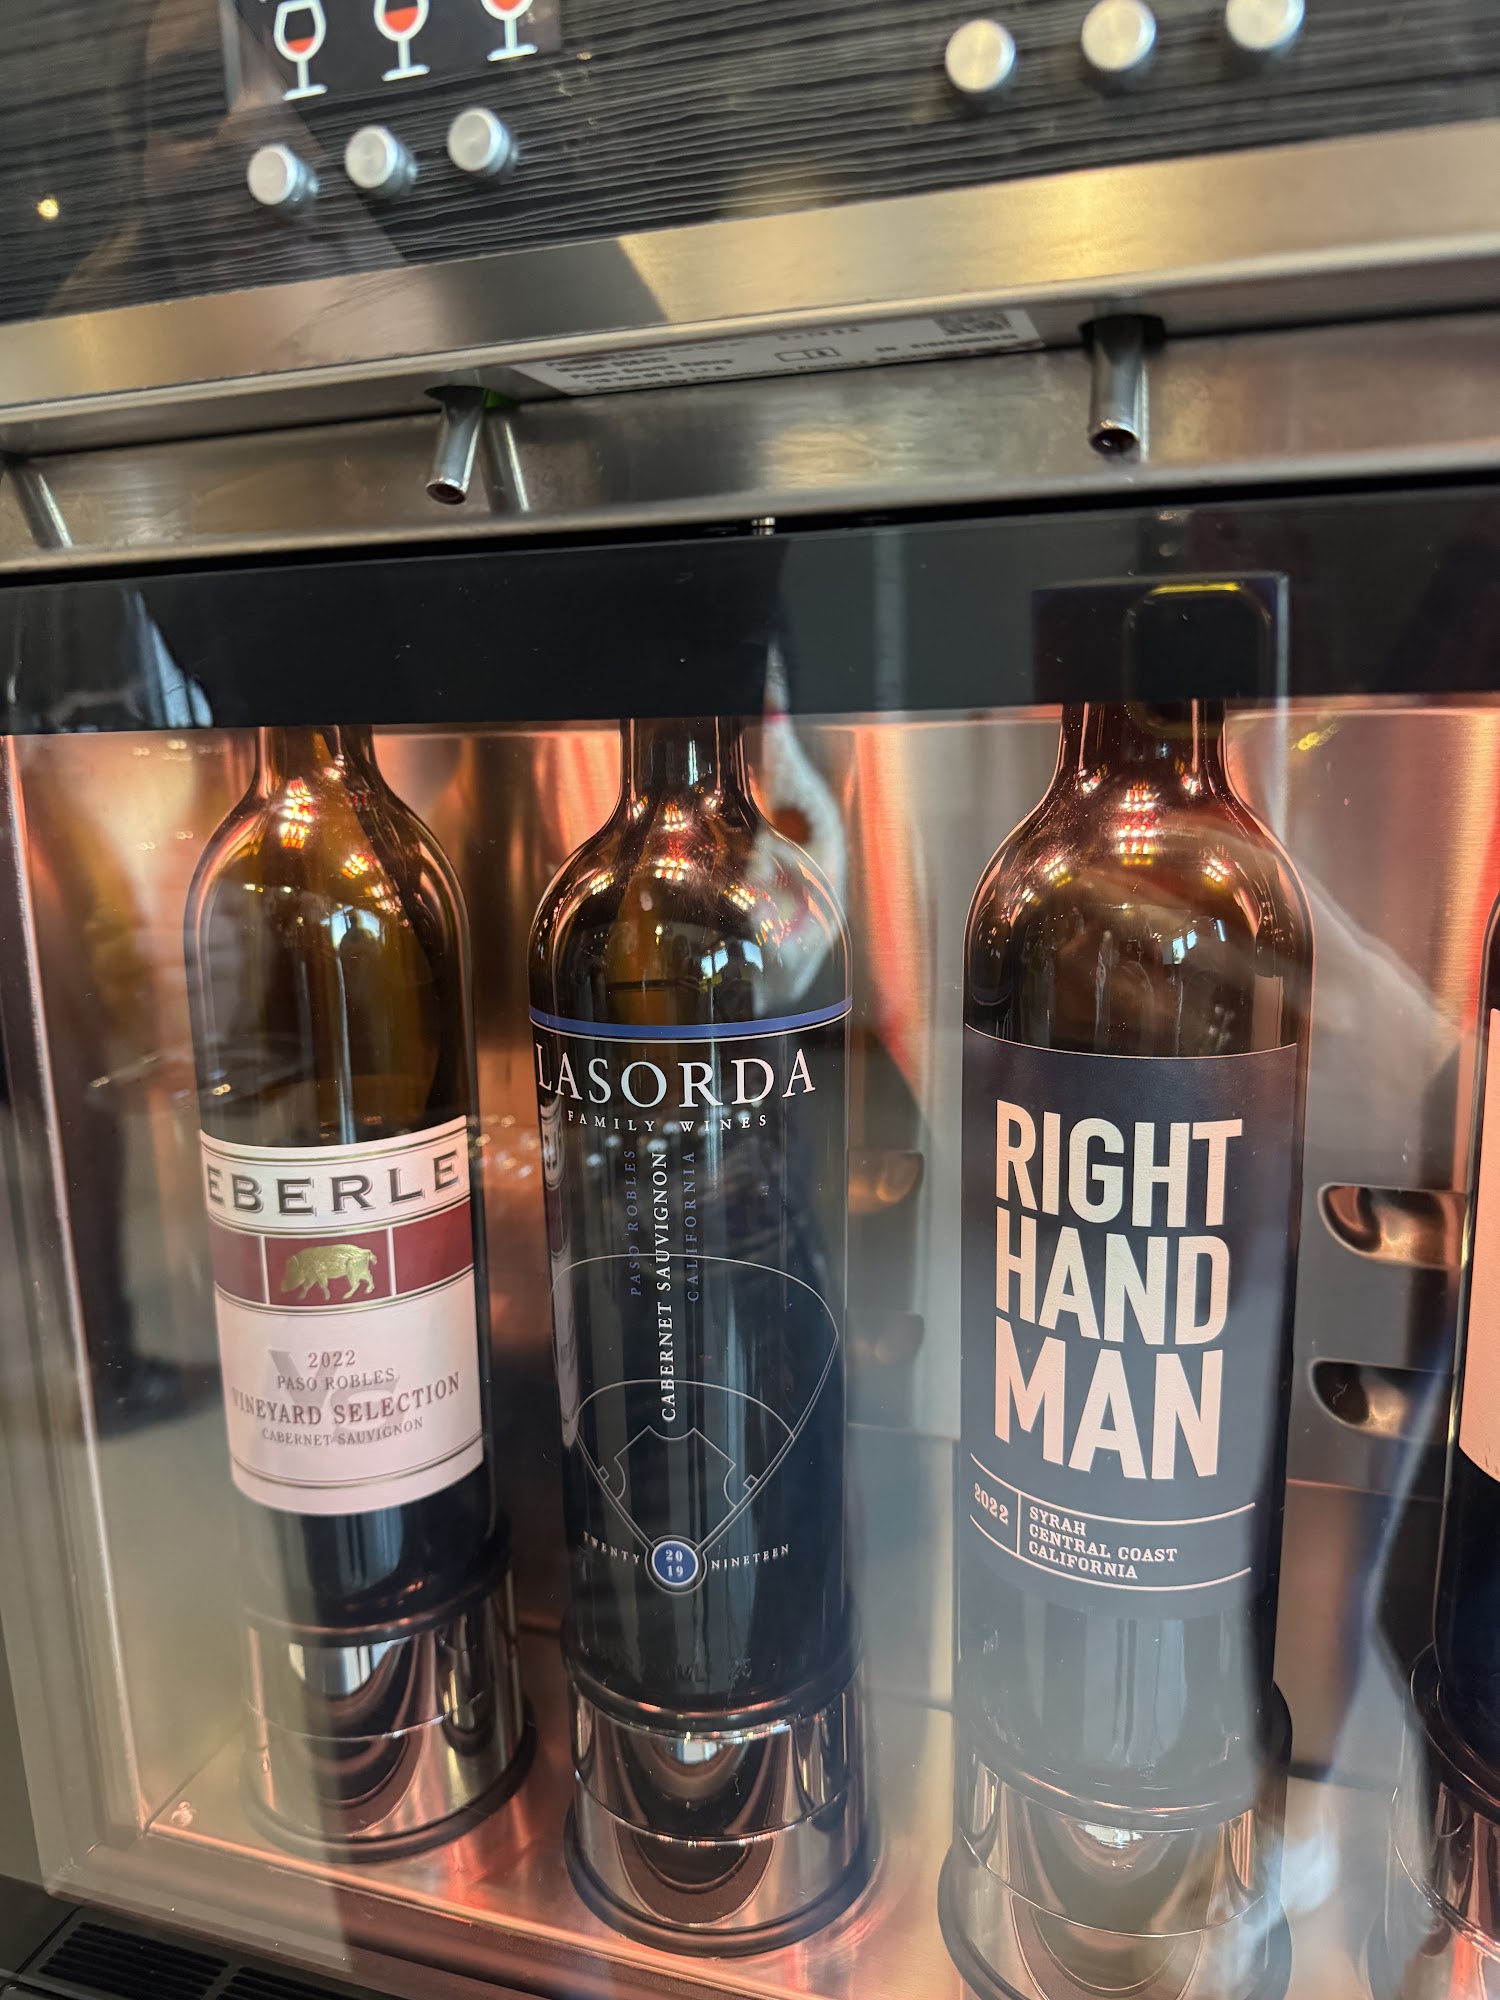 EBERLE
2022
PASO ROBLES
VINEYARD SELECTION
CABERNET SAUVIGNON
LASORDA
FAMILY WINES
PASO ROBLES
CABERNET SAUVIGNON
CALIFORNIA
TWENTY
20
19
NINETEEN
RIGHT
HAND
MAN
2022
SYRAH
CENTRAL COAST
CALIFORNIA